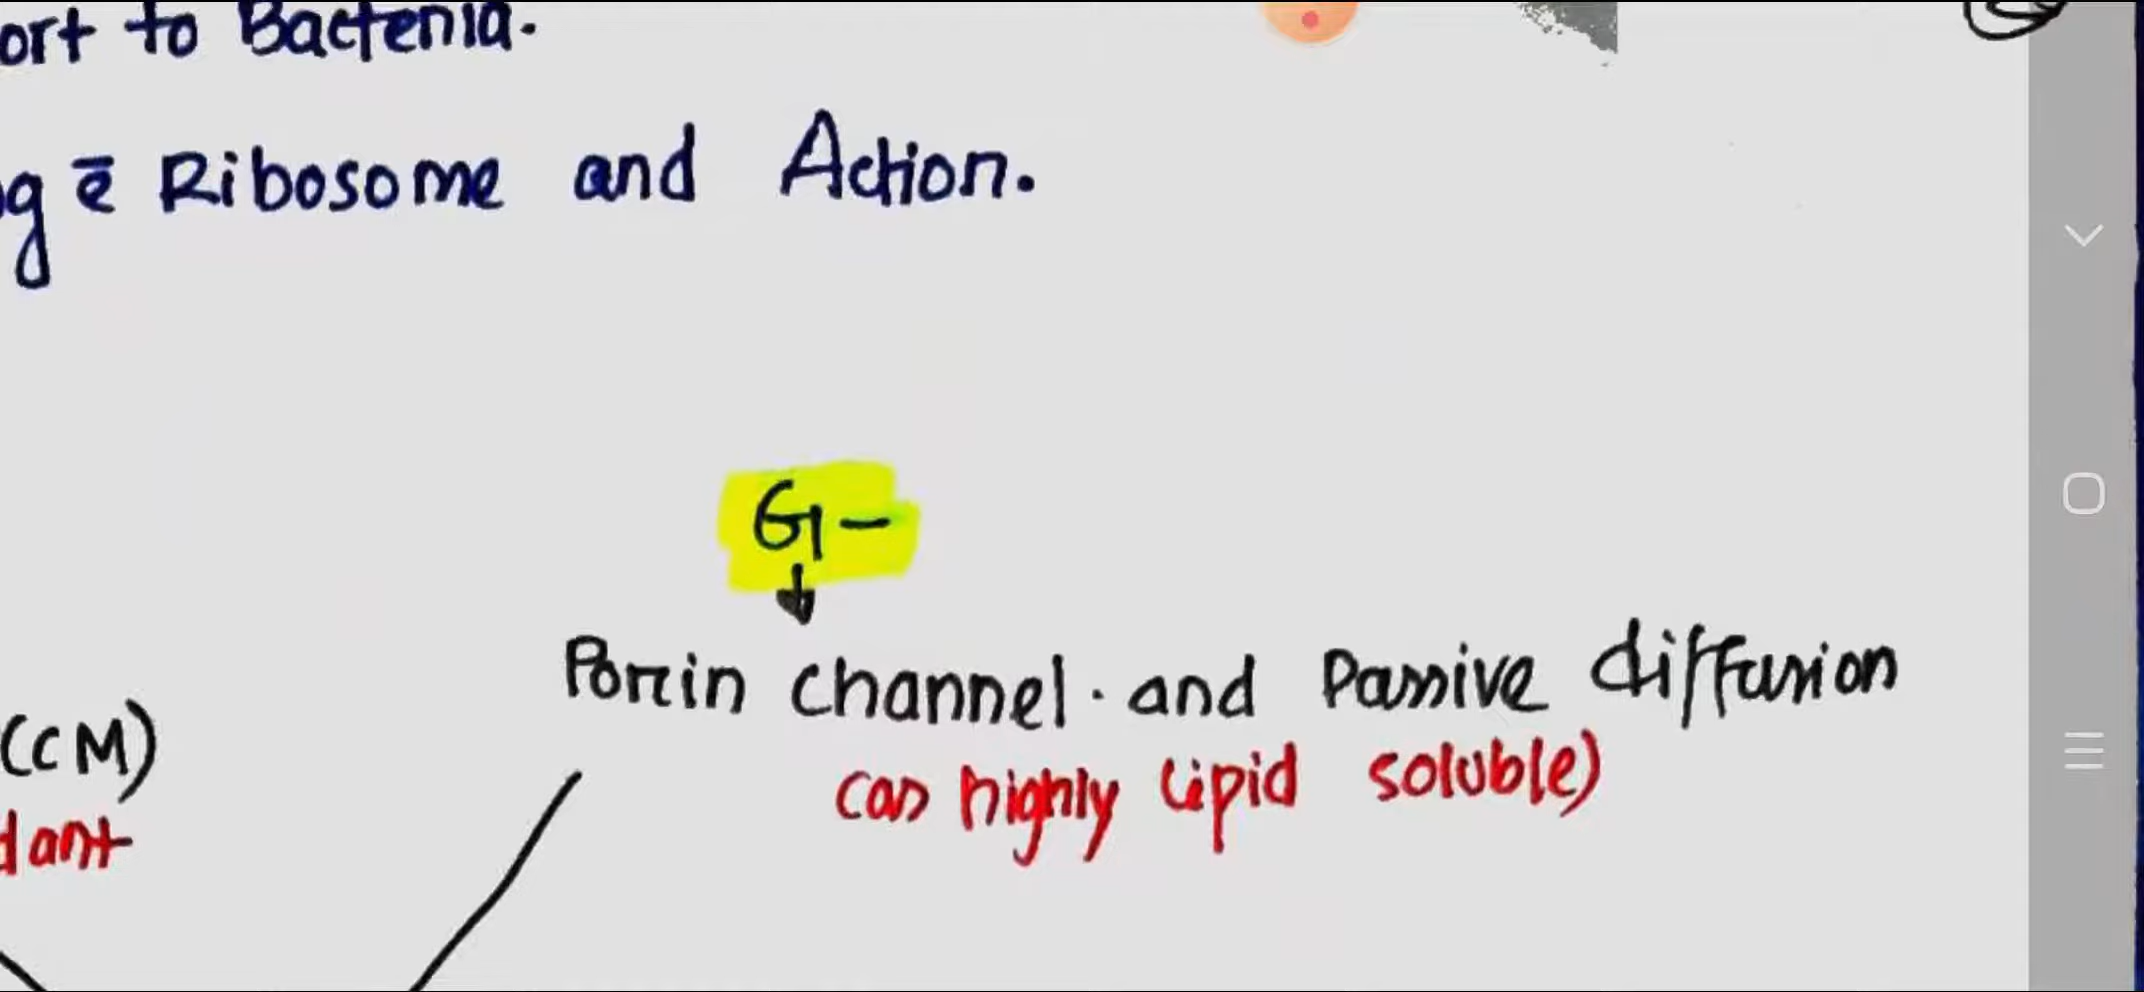 ort to Bacteria.
g ē Ribosome and Action.
G-
Porin channel. and Passive diffusion
(CM)
(as highly lipid soluble)
dant